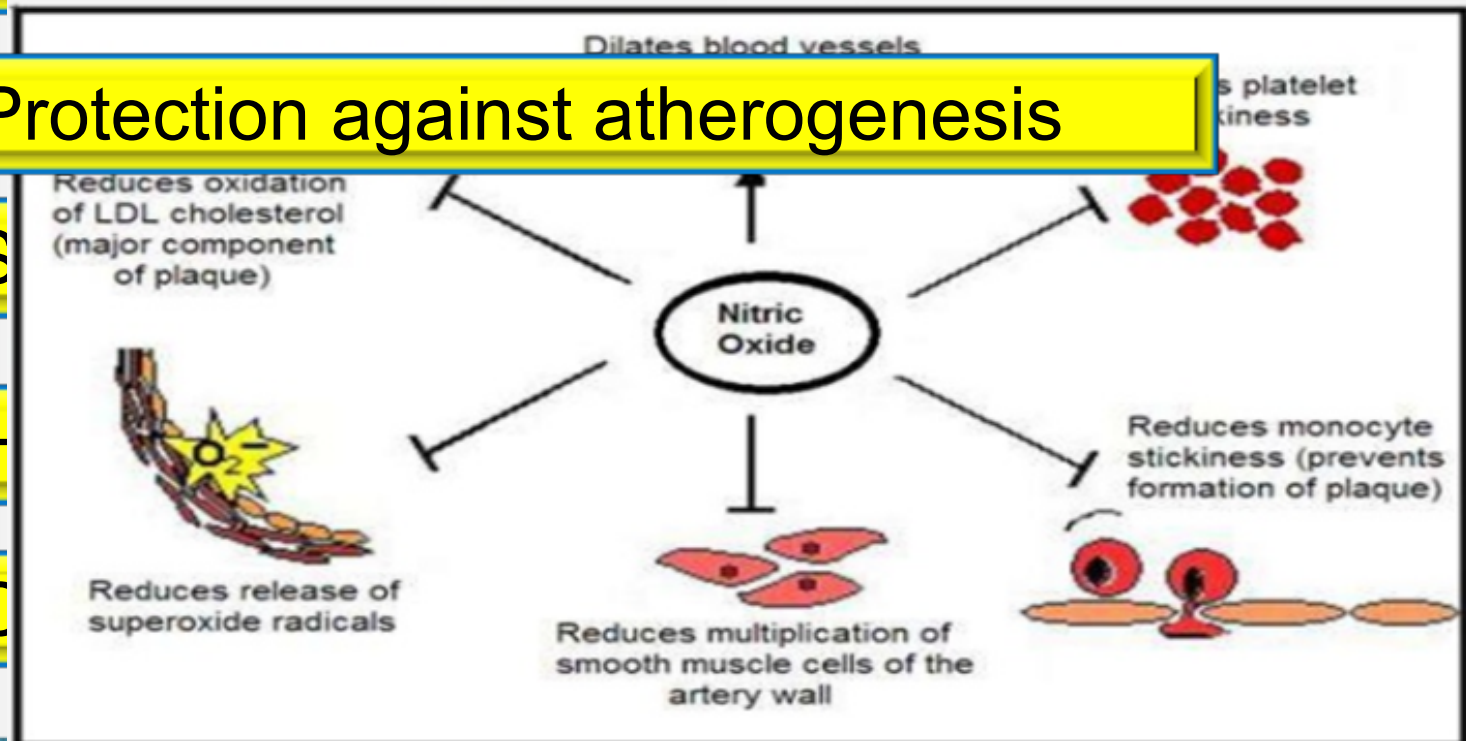 Dilates blood vessels
Protection against atherogenesis
platelet
Reduces oxidation
of LDL cholesterol
(major component
of plaque)
Nitric
Oxide
O2-
Reduces monocyte
stickiness (prevents
formation of plaque)
Reduces release of
superoxide radicals
Reduces multiplication of
smooth muscle cells of the
artery wall